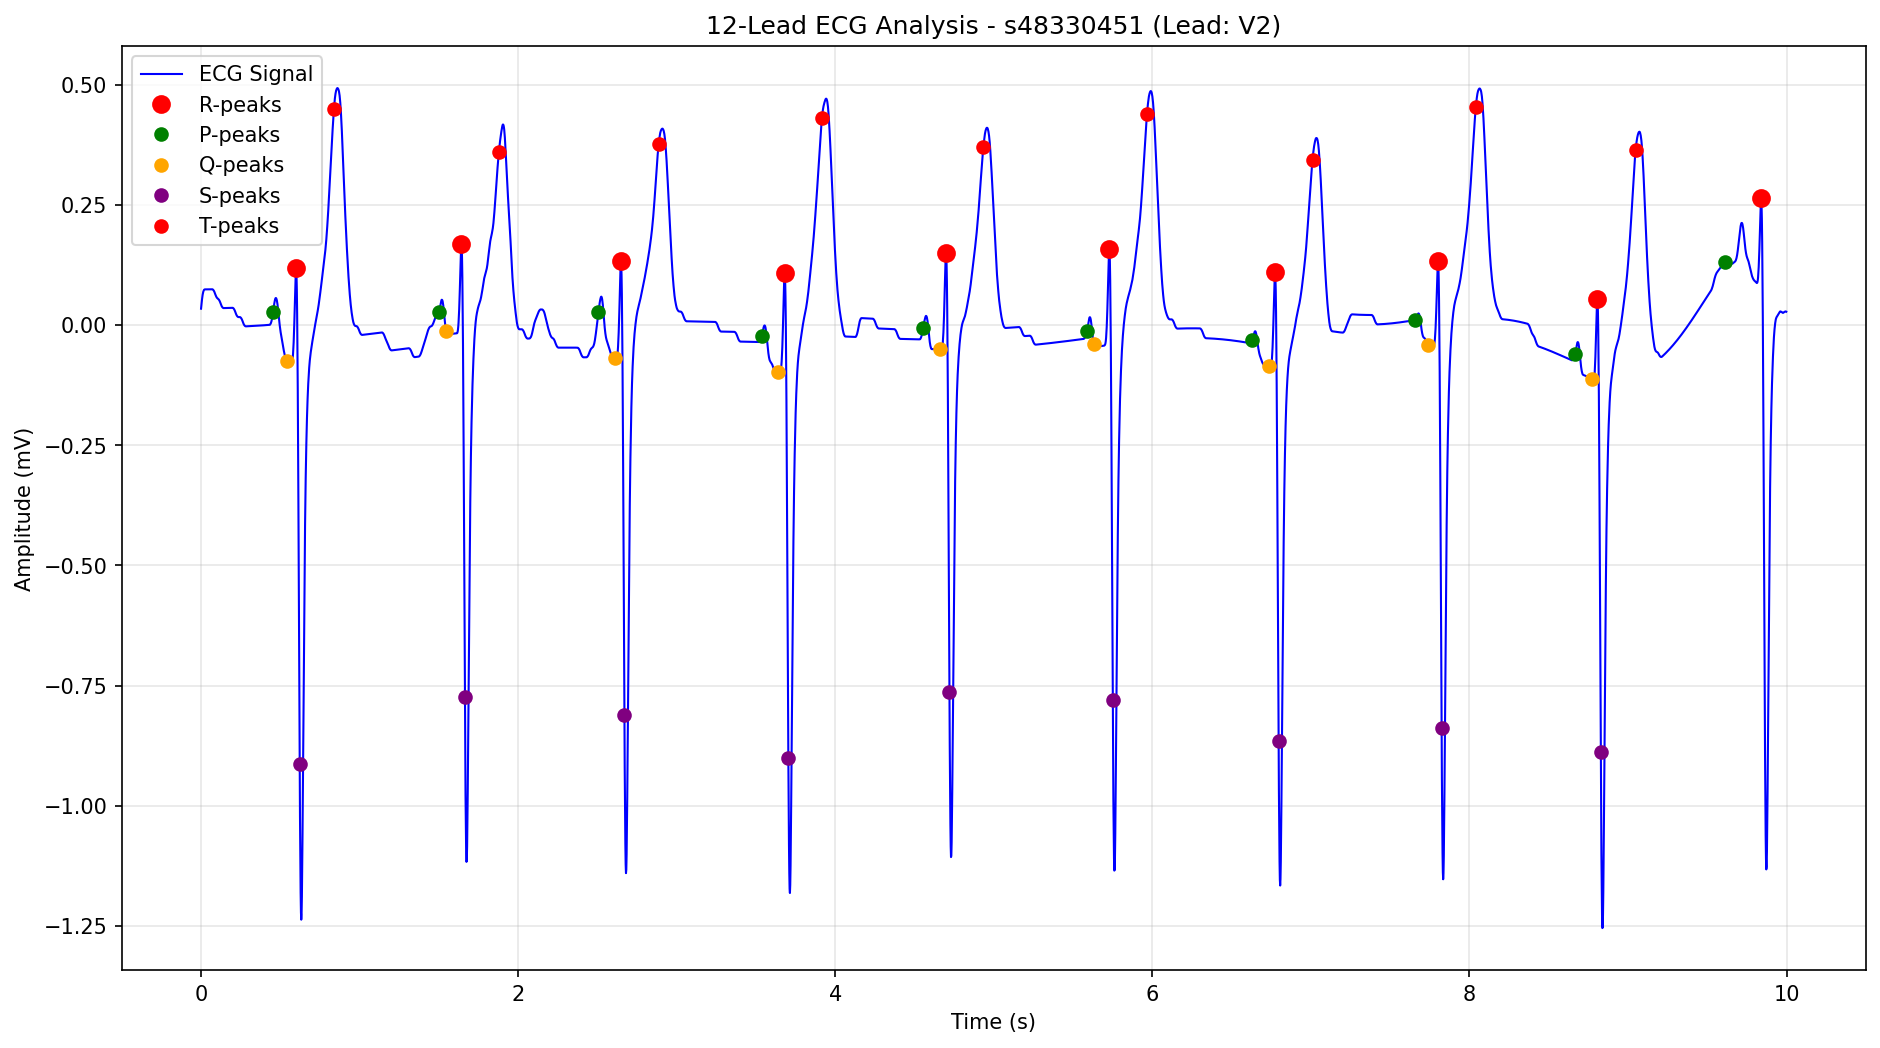 12-Lead ECG Analysis - s48330451 (Lead: V2)
ECG Signal
R-peaks
P-peaks
Q-peaks
S-peaks
T-peaks
0.50
0.25
0.00
−0.25
−0.50
−0.75
−1.00
−1.25
Amplitude (mV)
0 2 4 6 8 10
Time (s)